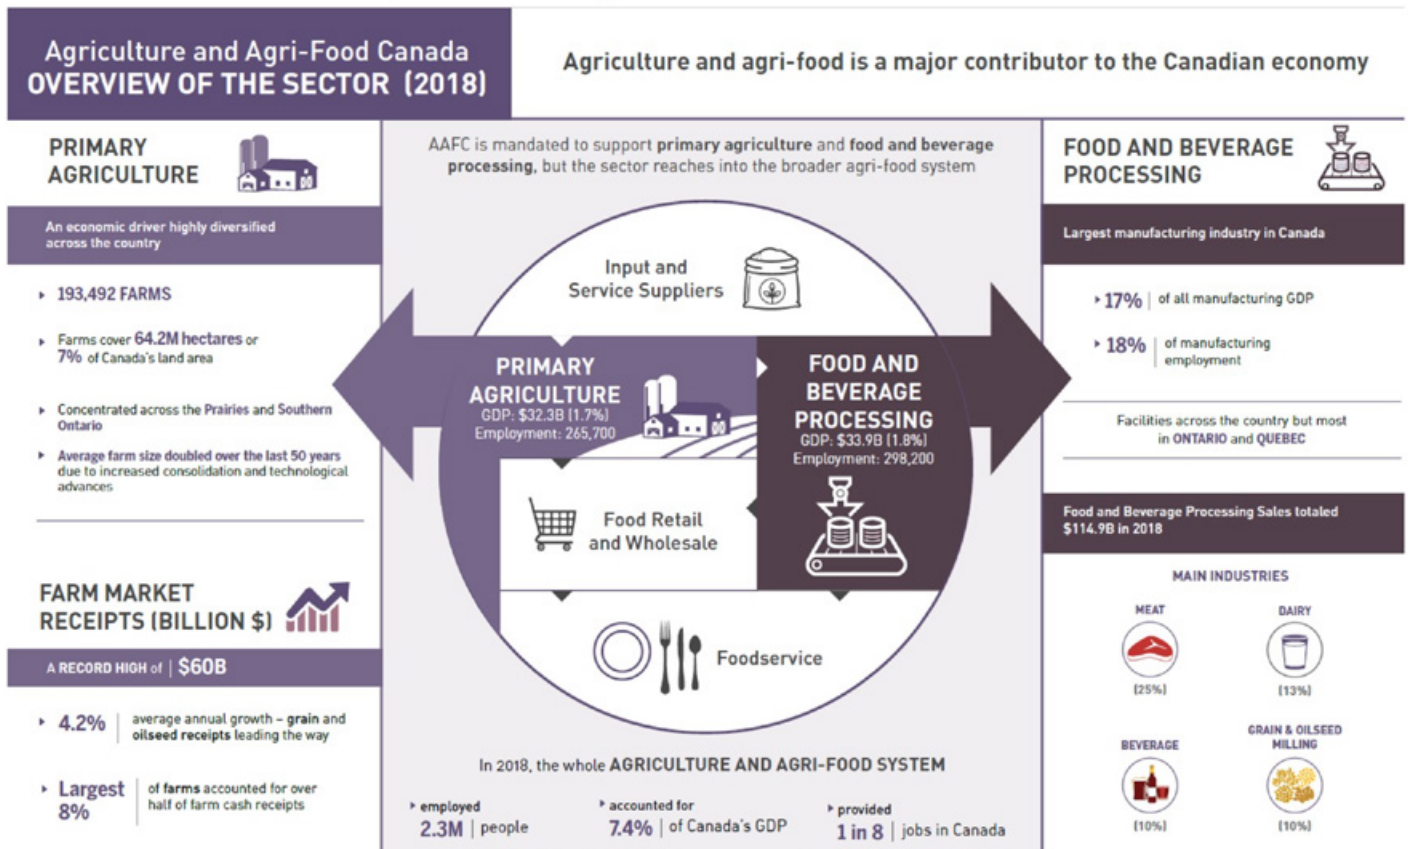 Agriculture and Agri-Food Canada
OVERVIEW OF THE SECTOR (2018)
Agriculture and agri-food is a major contributor to the Canadian economy
PRIMARY
AGRICULTURE
An economic driver highly diversified
across the country
193,492 FARMS
Farms cover 64.2M hectares or
7% of Canada's land area
Concentrated across the Prairies and Southern
Ontario
Average farm size doubled over the last 50 years
due to increased consolidation and technological
advances
FARM MARKET
RECEIPTS (BILLION $)
A RECORD HIGH of | $60B
4.2%
average annual growth – grain and
oilseed receipts leading the way
Largest
8%
of farms accounted for over
half of farm cash receipts
AAFC is mandated to support primary agriculture and food and beverage
processing, but the sector reaches into the broader agri-food system
Input and
Service Suppliers
PRIMARY
AGRICULTURE
GDP: $32.3B (1.7%)
Employment: 265,700
FOOD AND
BEVERAGE
PROCESSING
GDP: $33.9B (1.8%)
Employment: 298,200
Food Retail
and Wholesale
Foodservice
In 2018, the whole AGRICULTURE AND AGRI-FOOD SYSTEM
employed
2.3M | people
accounted for
7.4% | of Canada's GDP
provided
1 in 8 | jobs in Canada
FOOD AND BEVERAGE
PROCESSING
Largest manufacturing industry in Canada
17% | of all manufacturing GDP
18%
of manufacturing
employment
Facilities across the country but most
in ONTARIO and QUEBEC
Food and Beverage Processing Sales totaled
$114.9B in 2018
MAIN INDUSTRIES
MEAT
(25%)
DAIRY
(13%)
BEVERAGE
(10%)
GRAIN & OILSEED
MILLING
(10%)